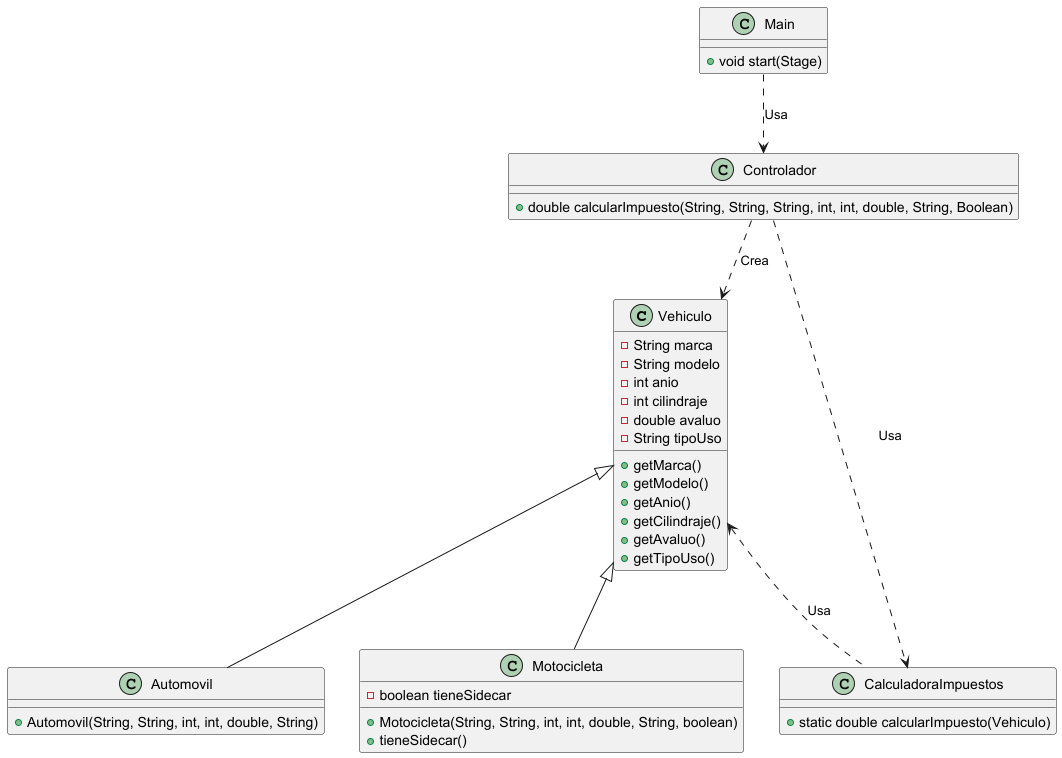 C Main
void start(Stage)
Usa
C Controlador
double calcularImpuesto(String, String, String, int, int, double, String, Boolean)
Crea
C Vehiculo
String marca
String modelo
int anio
int cilindraje
double avaluo
String tipoUso
getMarca()
getModelo()
getAnio()
getCilindraje()
getAvaluo()
getTipoUso()
Usa
Usa
C Automovil
Automovil(String, String, int, int, double, String)
C Motocicleta
boolean tieneSidecar
Motocicleta(String, String, int, int, double, String, boolean)
tieneSidecar()
C CalculadoraImpuestos
static double calcularImpuesto(Vehiculo)